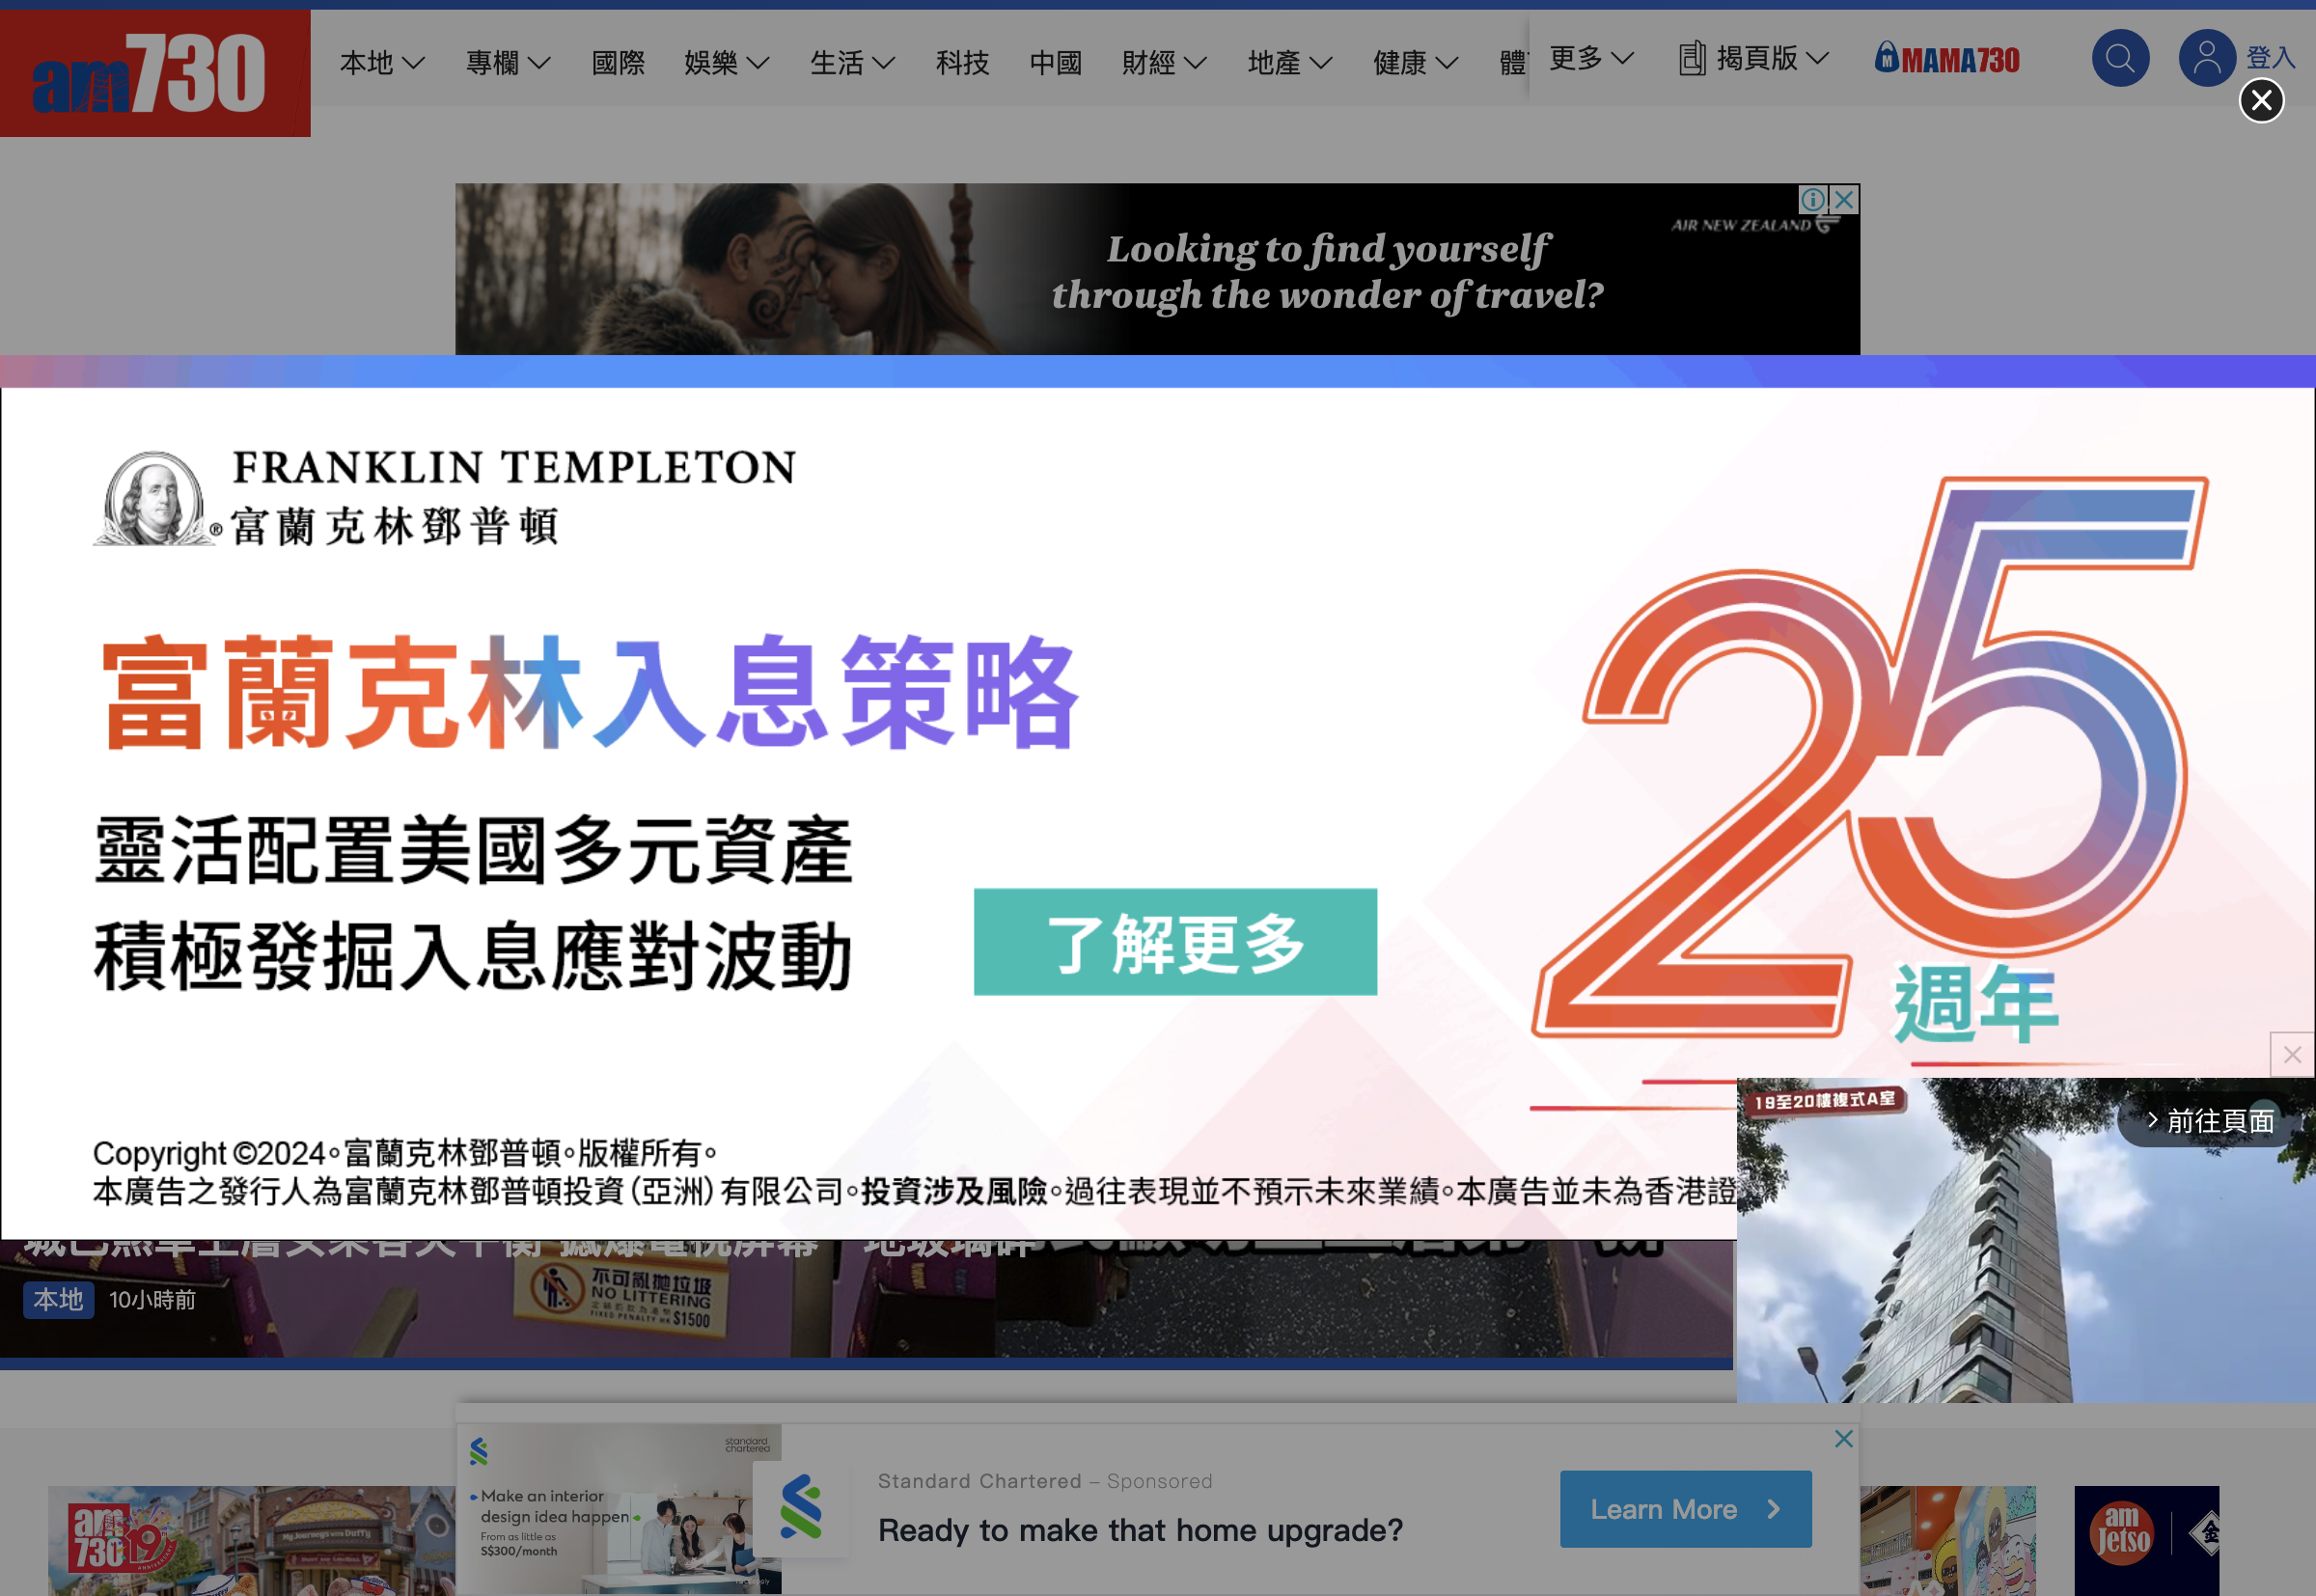 am730
本地
專欄
國際
娛樂
生活
科技
中國
財經
地產
健康
更多
揭頁版
MAMA730
登入
AIR NEW ZEALAND
Looking to find yourself
through the wonder of travel?
FRANKLIN TEMPLETON
富蘭克林鄧普頓
富蘭克林入息策略
靈活配置美國多元資產
積極發掘入息應對波動
了解更多
25
週年
Copyright ©2024。富蘭克林鄧普頓。版權所有。
本廣告之發行人為富蘭克林鄧普頓投資(亞洲)有限公司。投資涉及風險。過往表現並不預示未來業績。本廣告並未為香港證
19至20樓複式A室
前往頁面
不可亂拋垃圾
NO LITTERING
FIXED PENALTY HK$1500
本地
10小時前
standard
chartered
Make an interior
design idea happen
From as little as
S$300/month
Standard Chartered – Sponsored
Ready to make that home upgrade?
Learn More
am
730
19
ANNIVERSARY
My Journeys with Duffy
am
Jetso